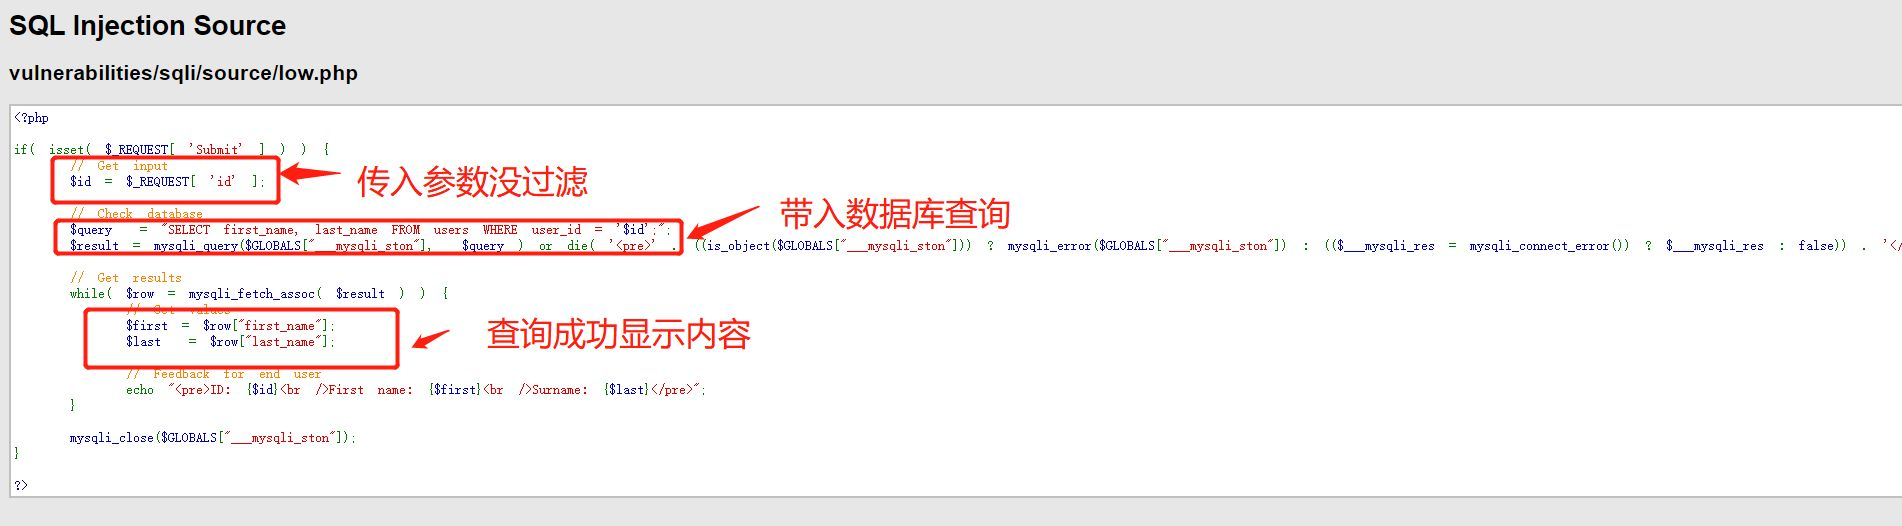 SQL Injection Source
vulnerabilities/sqli/source/low.php
<?php
if( isset( $_REQUEST[ 'Submit' ] ) ) {
// Get input
$id = $_REQUEST[ 'id' ];
传入参数没过滤
// Check database
带入数据库查询
$query = "SELECT first_name, last_name FROM users WHERE user_id = '$id';";
$result = mysqli_query($GLOBALS["___mysqli_ston"], $query ) or die( '<pre>' . ((is_object($GLOBALS["___mysqli_ston"])) ? mysqli_error($GLOBALS["___mysqli_ston"]) : (($___mysqli_res = mysqli_connect_error()) ? $___mysqli_res : false)) . '</
// Get results
while( $row = mysqli_fetch_assoc( $result ) ) {
// Get values
$first = $row["first_name"];
$last = $row["last_name"];
查询成功显示内容
// Feedback for end user
echo "<pre>ID: {$id}<br />First name: {$first}<br />Surname: {$last}</pre>";
}
mysqli_close($GLOBALS["___mysqli_ston"]);
}
?>